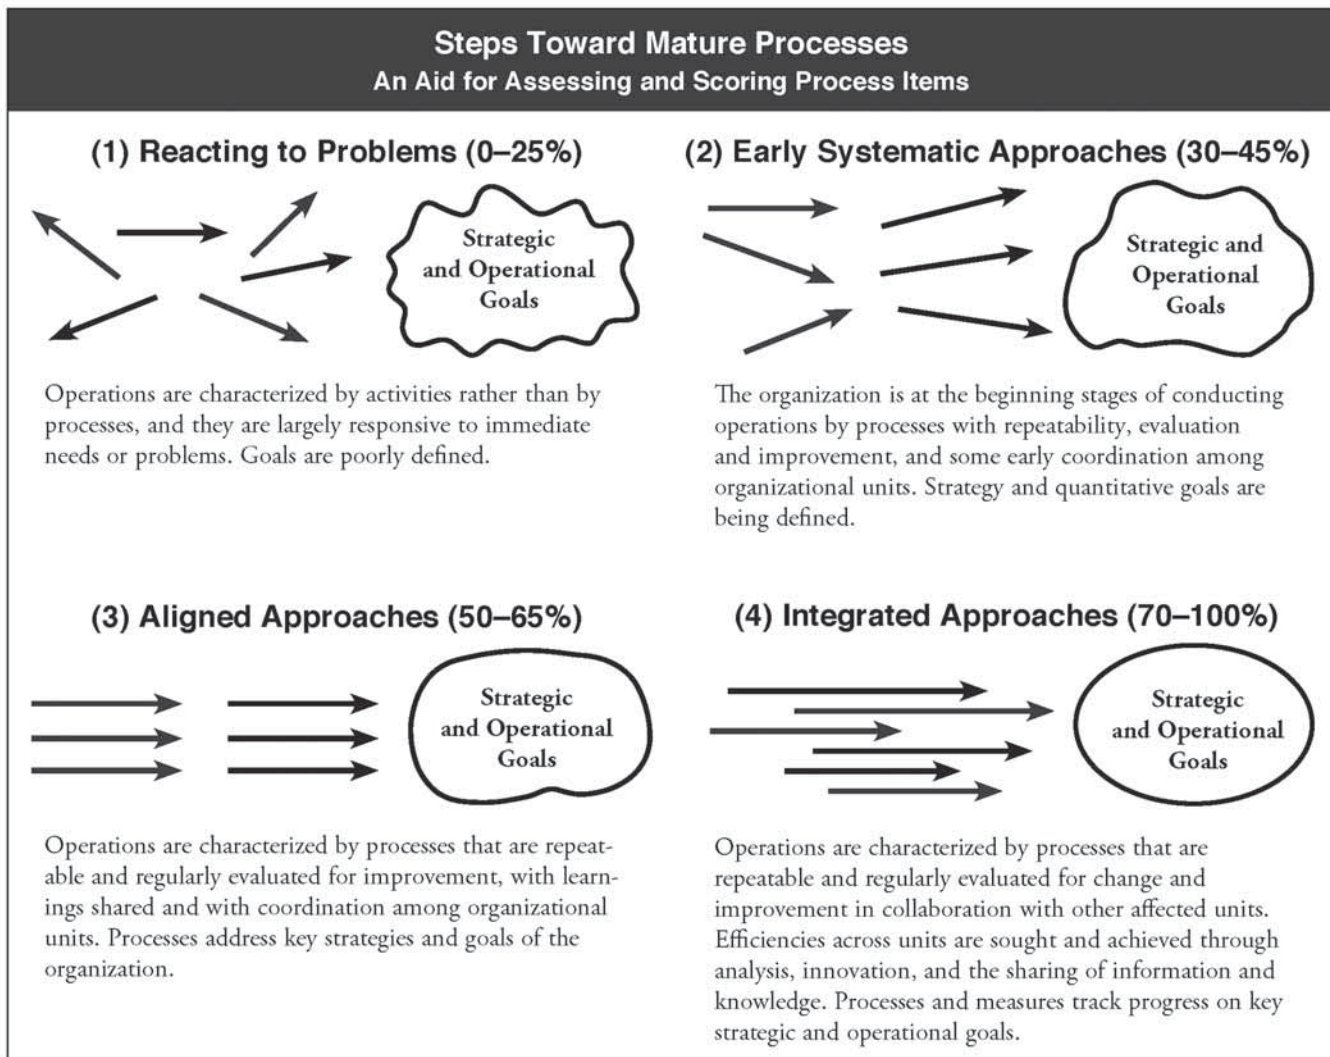 Steps Toward Mature Processes
An Aid for Assessing and Scoring Process Items
(1) Reacting to Problems (0–25%)
Strategic
and Operational
Goals
Operations are characterized by activities rather than by
processes, and they are largely responsive to immediate
needs or problems. Goals are poorly defined.
(2) Early Systematic Approaches (30–45%)
Strategic and
Operational
Goals
The organization is at the beginning stages of conducting
operations by processes with repeatability, evaluation
and improvement, and some early coordination among
organizational units. Strategy and quantitative goals are
being defined.
(3) Aligned Approaches (50–65%)
Strategic
and Operational
Goals
Operations are characterized by processes that are repeat-
able and regularly evaluated for improvement, with learn-
ings shared and with coordination among organizational
units. Processes address key strategies and goals of the
organization.
(4) Integrated Approaches (70–100%)
Strategic
and Operational
Goals
Operations are characterized by processes that are
repeatable and regularly evaluated for change and
improvement in collaboration with other affected units.
Efficiencies across units are sought and achieved through
analysis, innovation, and the sharing of information and
knowledge. Processes and measures track progress on key
strategic and operational goals.